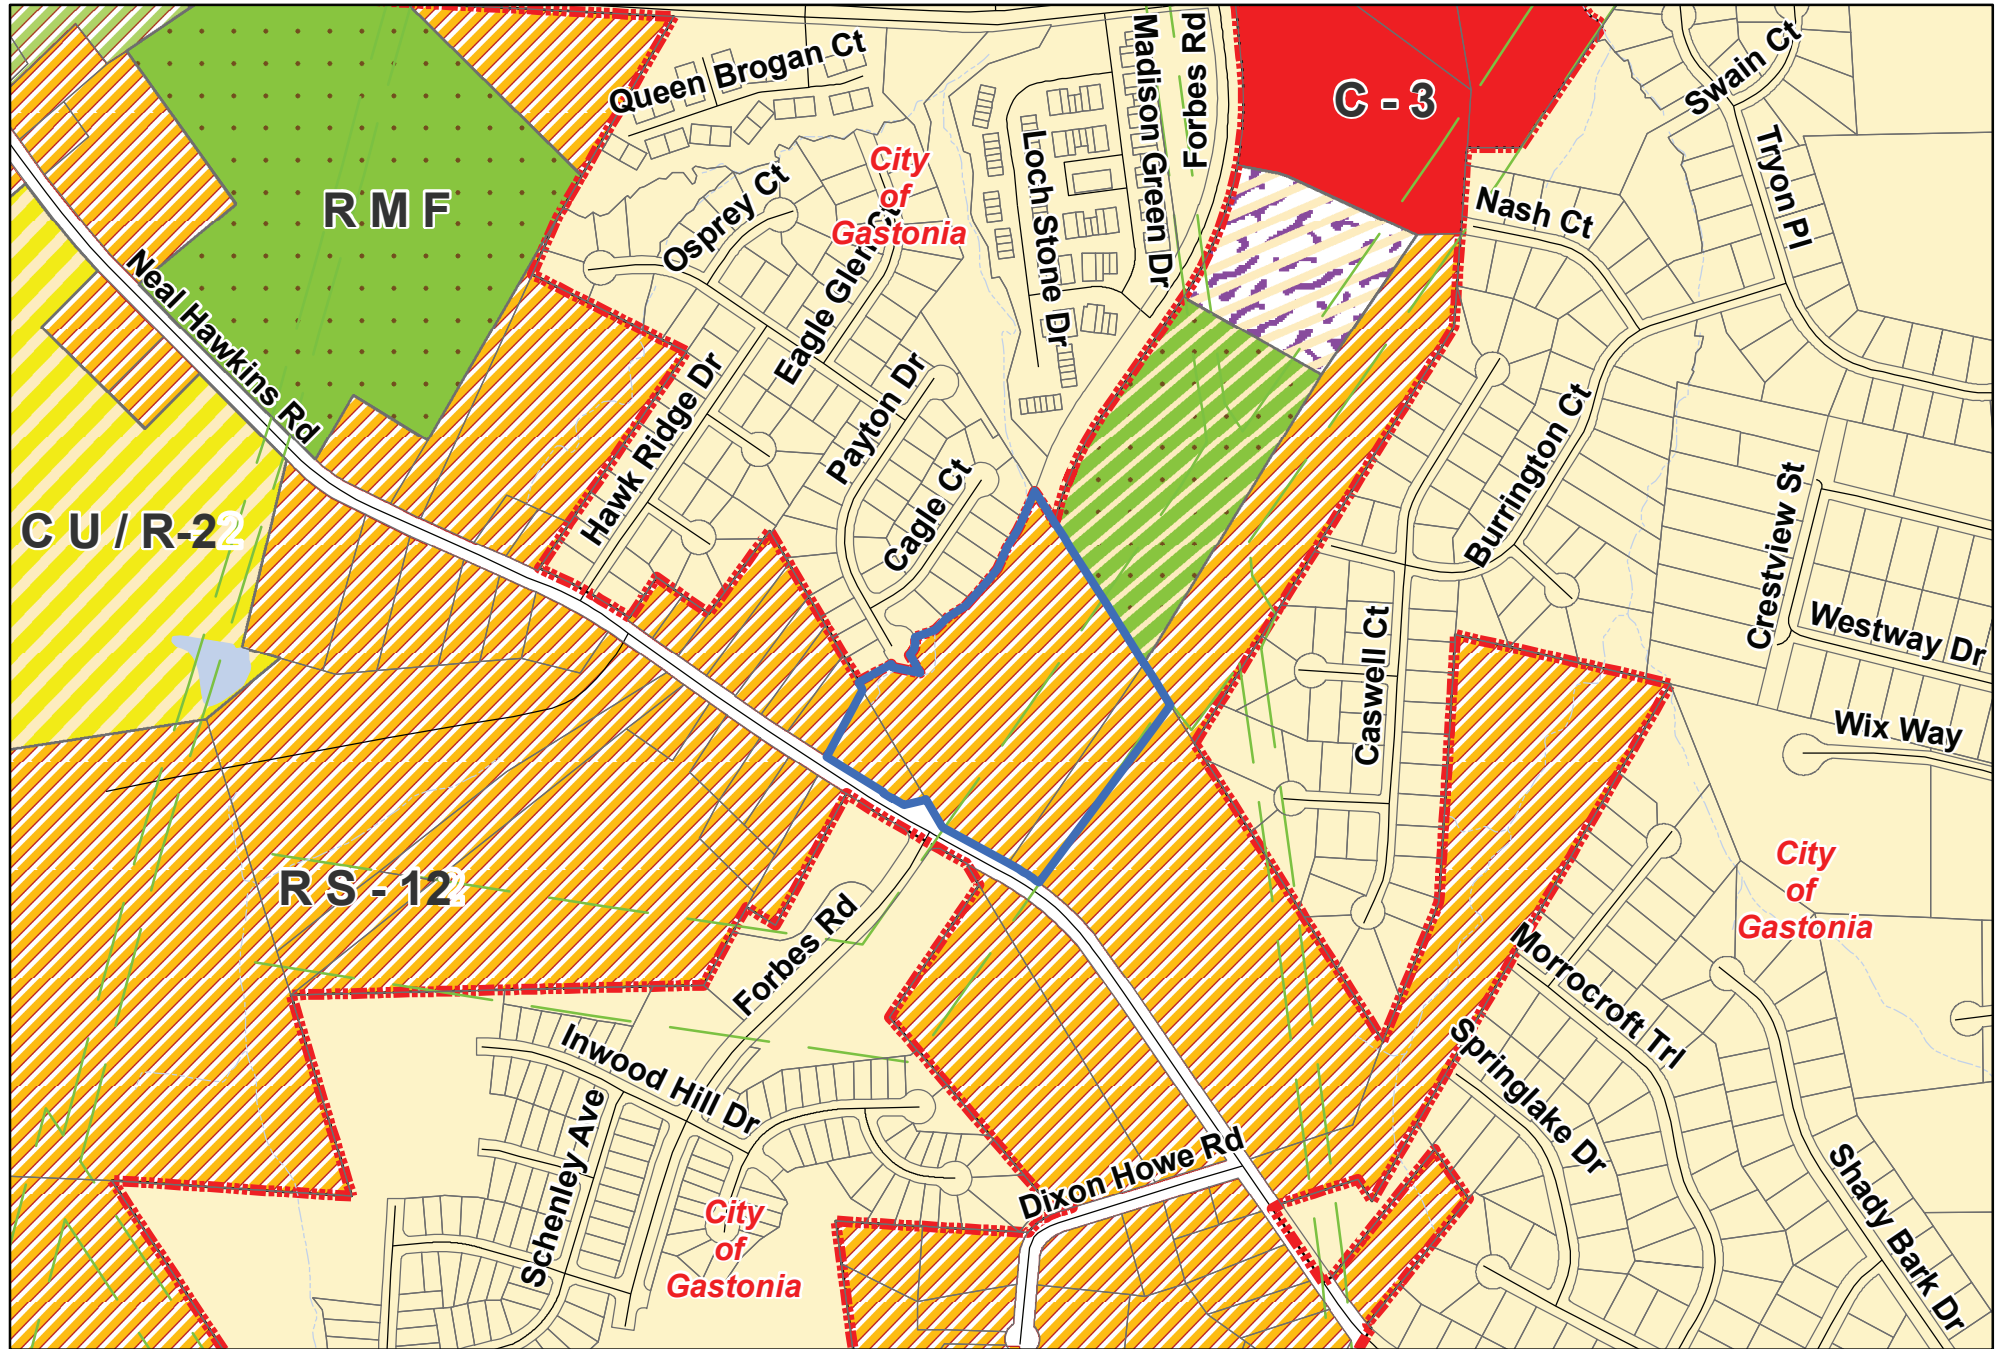 Queen Brogan Ct
Madison Green Dr
Forbes Rd
C - 3
Swain Ct
Tryon Pl
City
of
Gastonia
Loch Stone Dr
R M F
Osprey Ct
Eagle Glen Ct
Nash Ct
Neal Hawkins Rd
Hawk Ridge Dr
Payton Dr
Cagle Ct
Burrington Ct
Crestview St
C U / R-2
Westway Dr
Caswell Ct
Wix Way
R S - 12
City
of
Gastonia
Forbes Rd
Morrocroft Trl
Inwood Hill Dr
Springlake Dr
Schenley Ave
Dixon Howe Rd
Shady Bark Dr
City
of
Gastonia